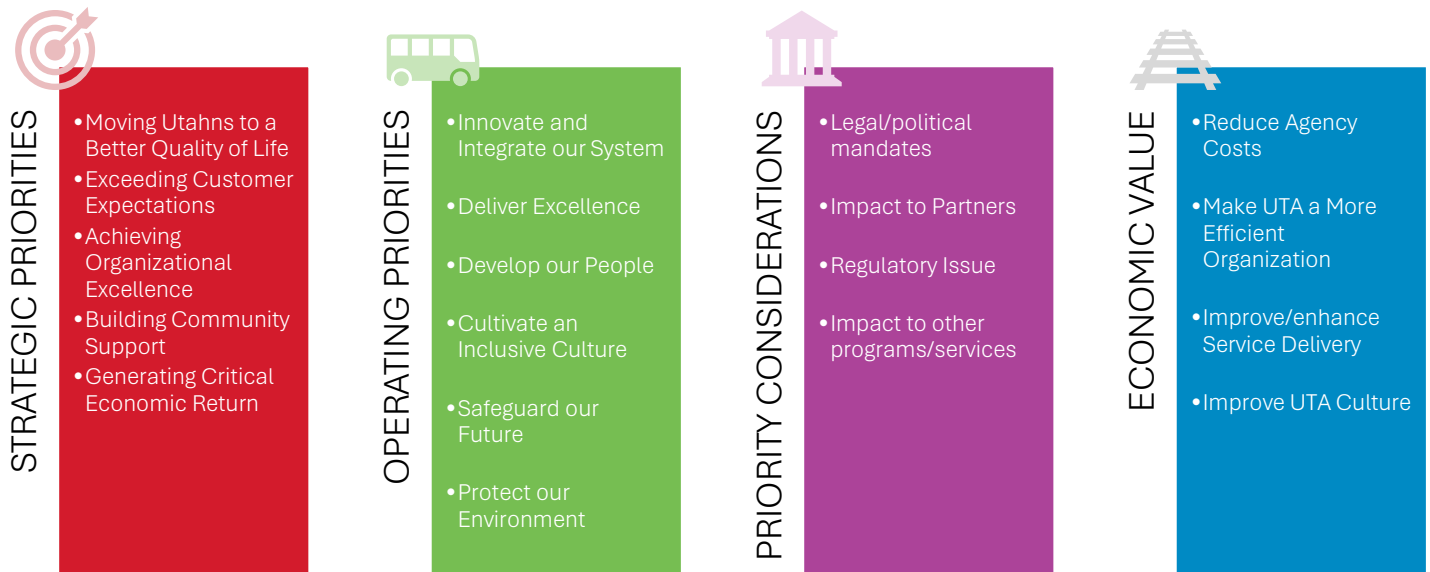 STRATEGIC PRIORITIES
•Moving Utahns to a
Better Quality of Life
•Exceeding Customer
Expectations
•Achieving
Organizational
Excellence
•Building Community
Support
•Generating Critical
Economic Return
OPERATING PRIORITIES
•Innovate and
Integrate our System
•Deliver Excellence
•Develop our People
•Cultivate an
Inclusive Culture
•Safeguard our
Future
•Protect our
Environment
PRIORITY CONSIDERATIONS
•Legal/political
mandates
•Impact to Partners
•Regulatory Issue
•Impact to other
programs/services
ECONOMIC VALUE
•Reduce Agency
Costs
•Make UTA a More
Efficient
Organization
•Improve/enhance
Service Delivery
•Improve UTA Culture